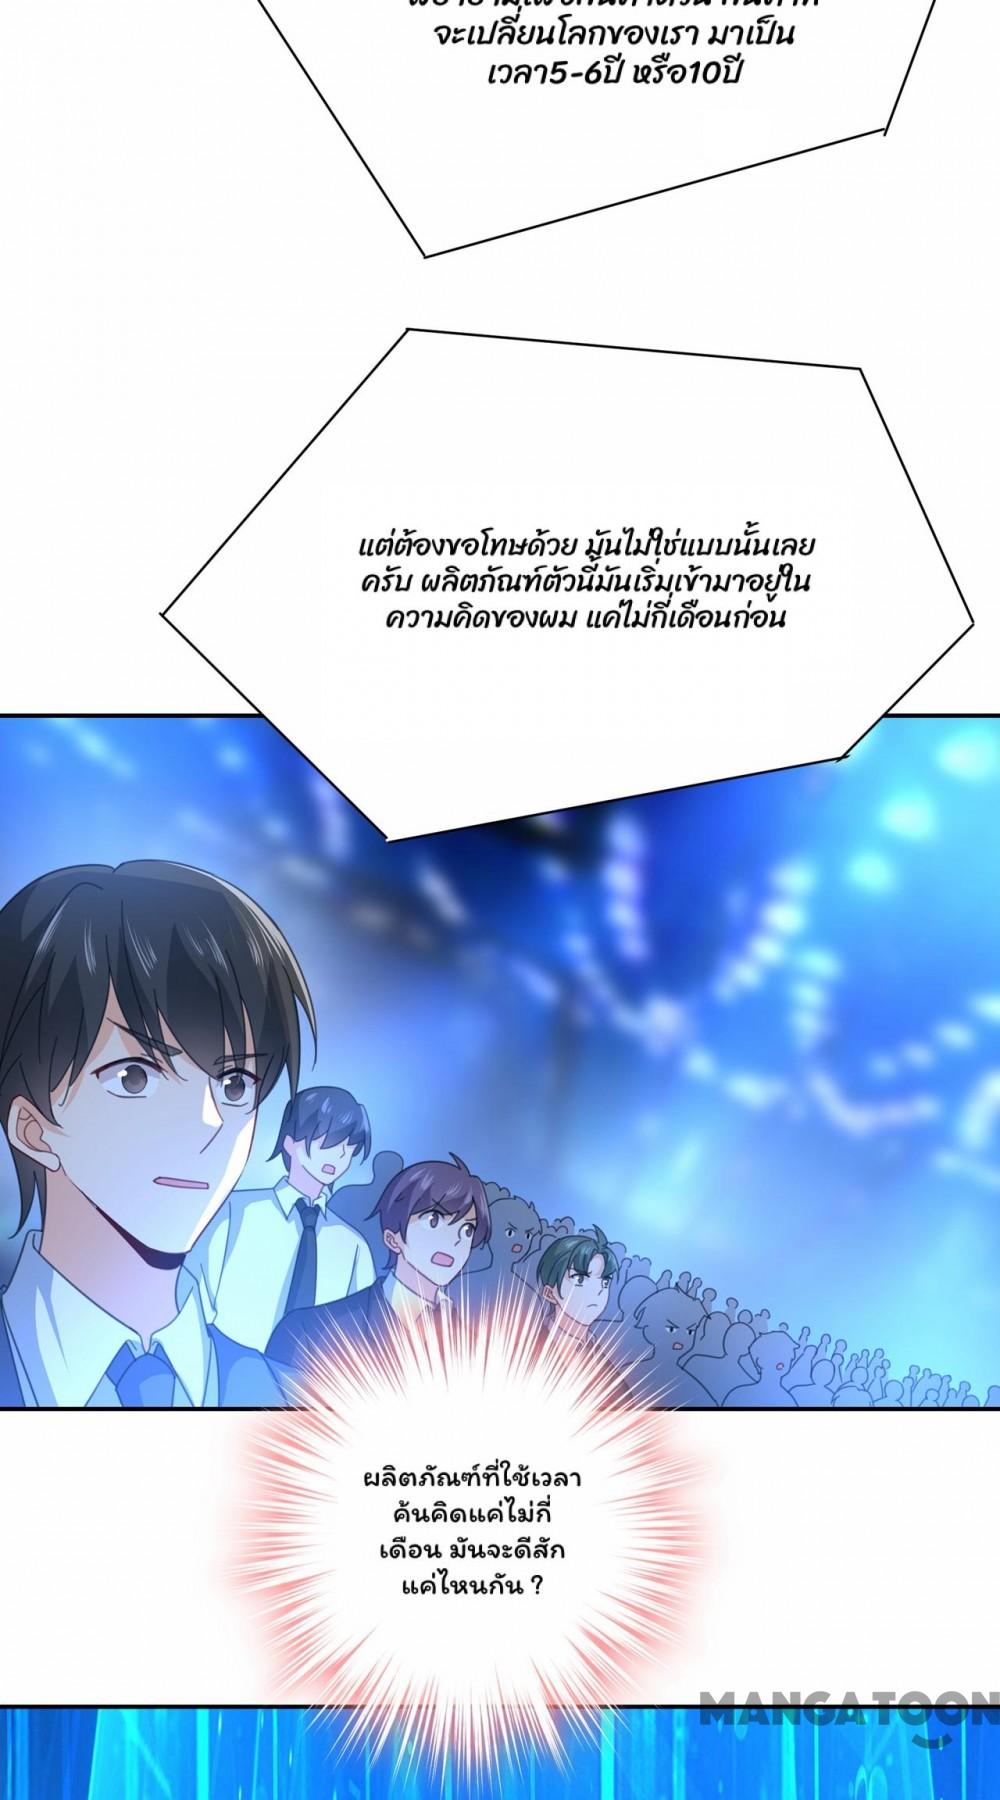 จะเปลี่ยนโลกของเรา มาเป็น
เวลา5-6ปี หรือ10ปี
แต่ต้องขอโทษด้วย มันไม่ใช่แบบนั้นเลย
ครับ ผลิตภัณฑ์ตัวนี้มันเริ่มเข้ามาอยู่ใน
ความคิดของผม แค่ไม่กี่เดือนก่อน
ผลิตภัณฑ์ที่ใช้เวลา
ค้นคิดแค่ไม่กี่
เดือน มันจะดีสัก
แค่ไหนกัน ?
MANGATOON